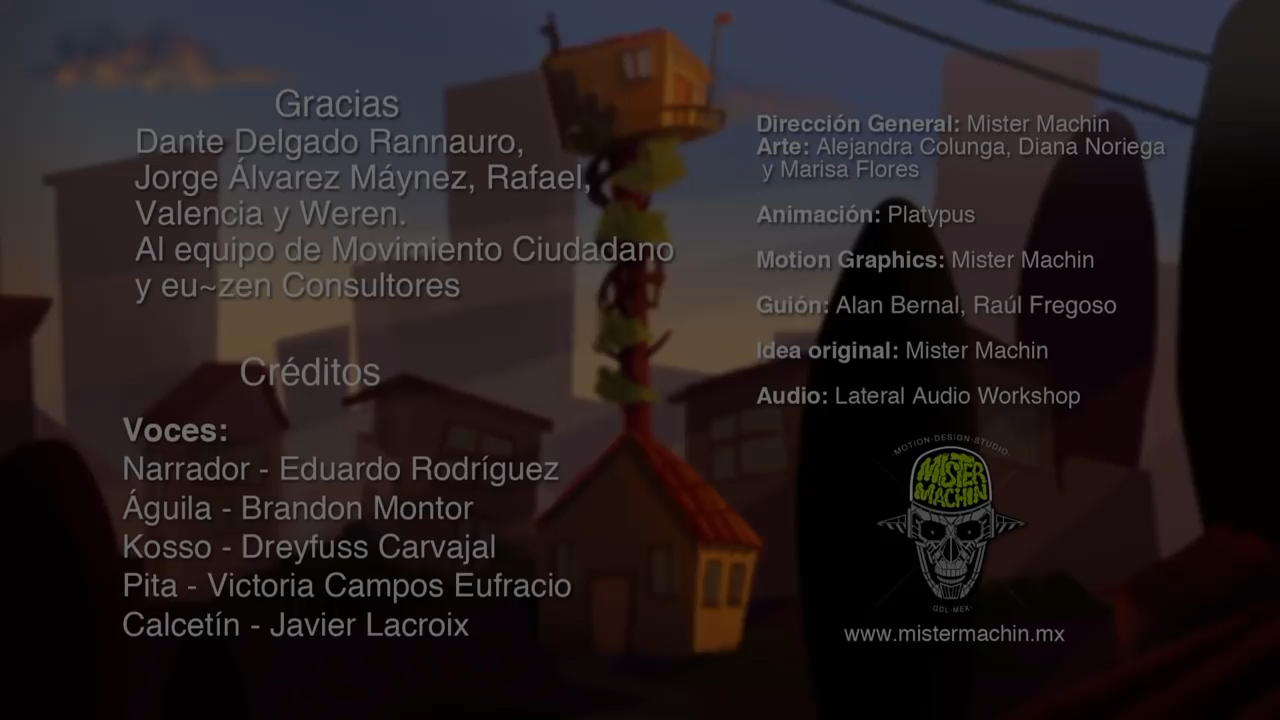 Gracias
Dante Delgado Rannauro,
Jorge Álvarez Máynez, Rafael,
Valencia y Weren.
Al equipo de Movimiento Ciudadano
y eu~zen Consultores
Créditos
Voces:
Narrador - Eduardo Rodríguez
Águila - Brandon Montor
Kosso - Dreyfuss Carvajal
Pita - Victoria Campos Eufracio
Calcetín - Javier Lacroix
Dirección General: Mister Machin
Arte: Alejandra Colunga, Diana Noriega
y Marisa Flores
Animación: Platypus
Motion Graphics: Mister Machin
Guión: Alan Bernal, Raúl Fregoso
Idea original: Mister Machin
Audio: Lateral Audio Workshop
·MOTION·DESIGN·STUDIO·
MISTER
MACHIN
·GDL·MEX·
www.mistermachin.mx